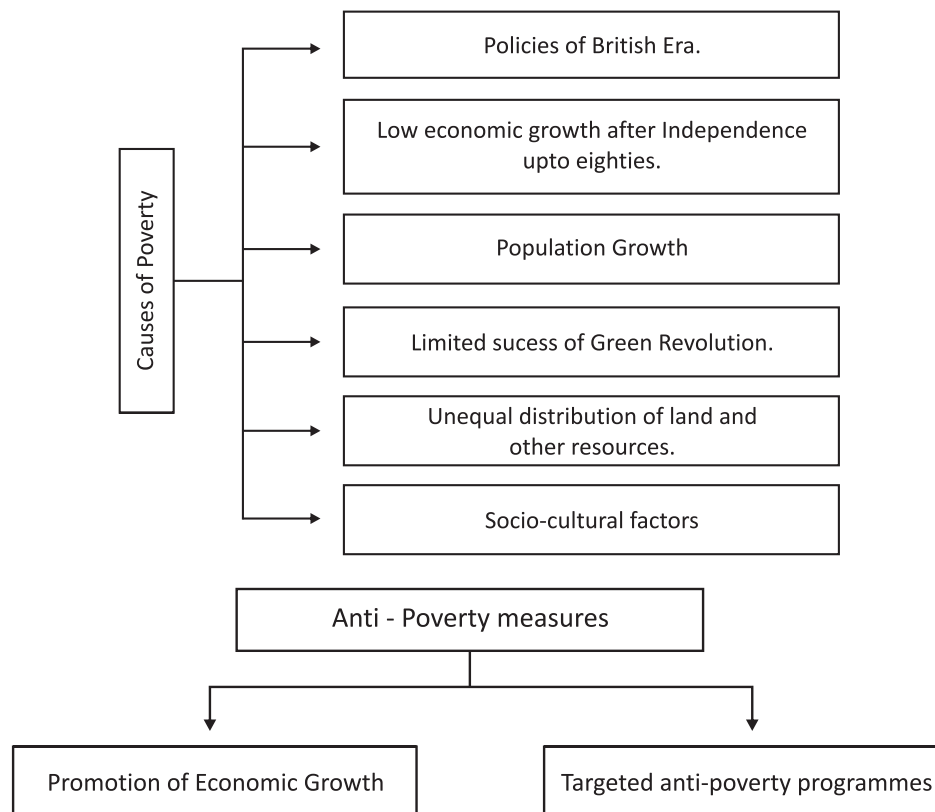 Causes of Poverty
Policies of British Era.
Low economic growth after Independence
upto eighties.
Population Growth
Limited sucess of Green Revolution.
Unequal distribution of land and
other resources.
Socio-cultural factors
Anti - Poverty measures
Promotion of Economic Growth
Targeted anti-poverty programmes